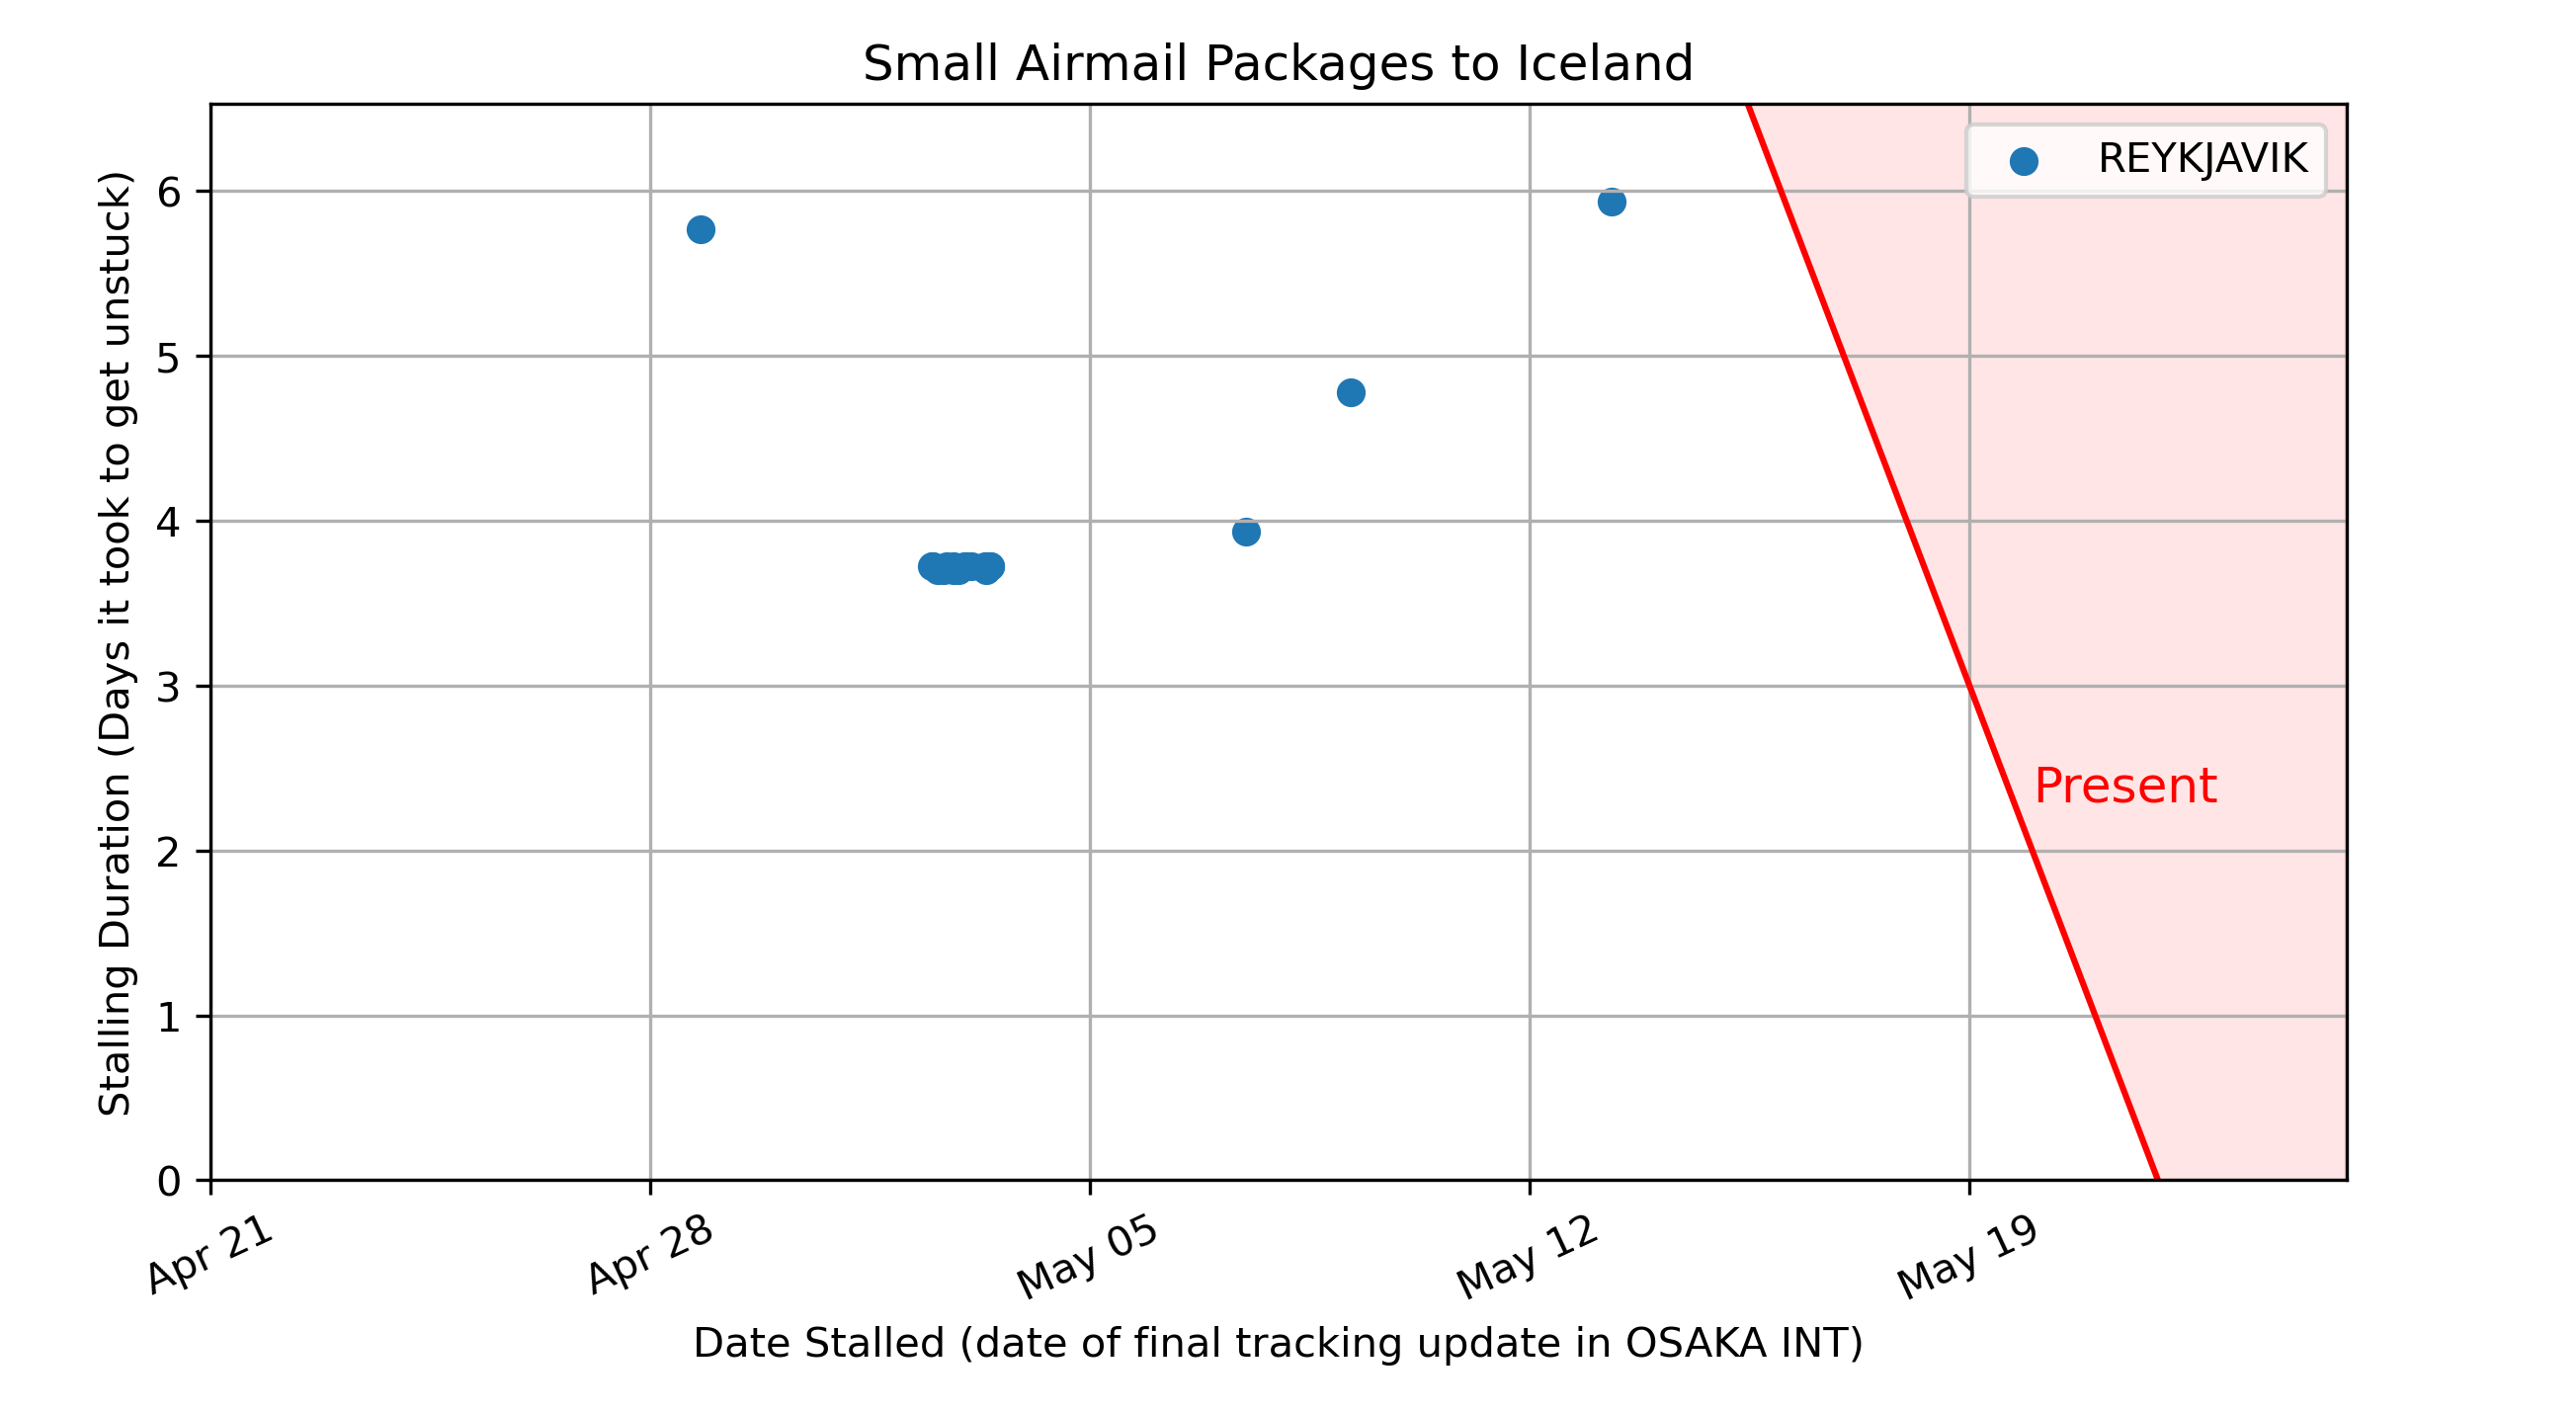 Small Airmail Packages to Iceland
REYKJAVIK
Stalling Duration (Days it took to get unstuck)
6
5
4
3
2
1
0
Present
Apr 21
Apr 28
May 05
May 12
May 19
Date Stalled (date of final tracking update in OSAKA INT)